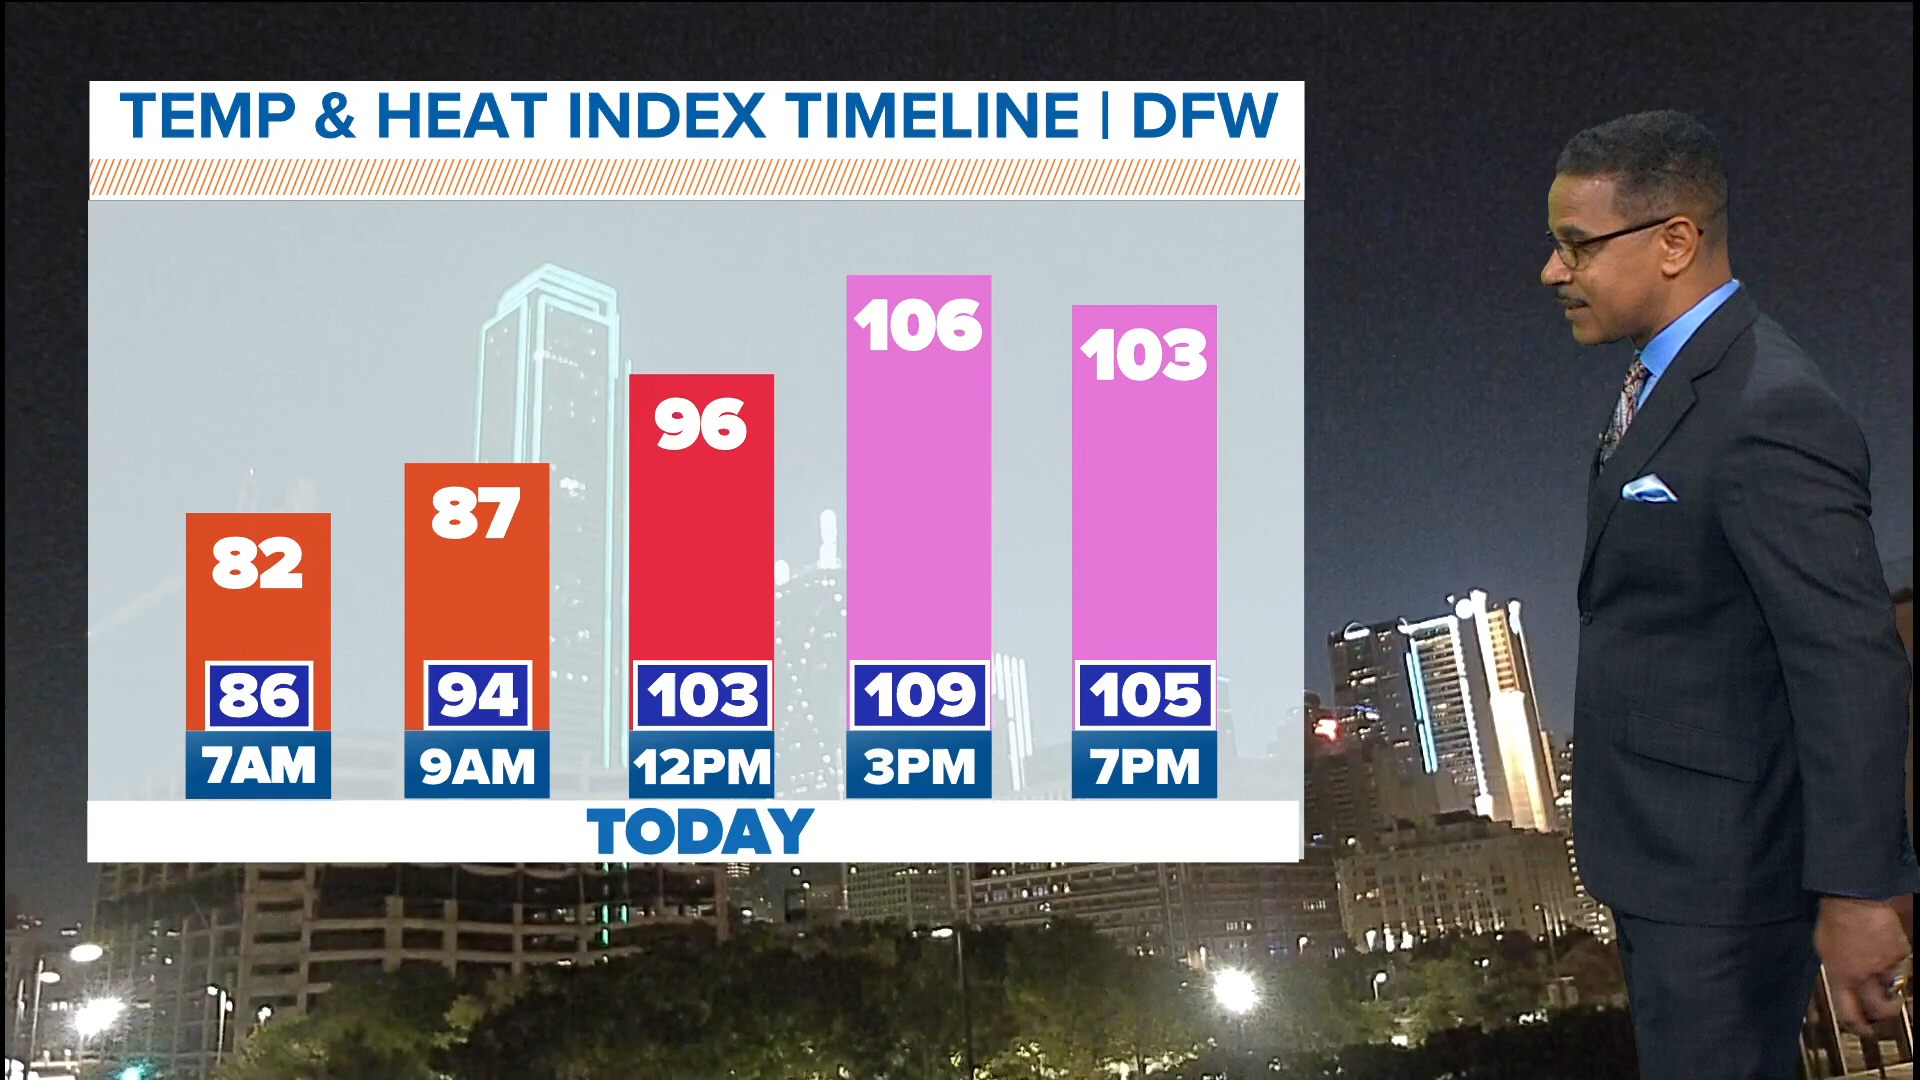 TEMP & HEAT INDEX TIMELINE | DFW
82 87 96 106 103
86 94 103 109 105
7AM 9AM 12PM 3PM 7PM
TODAY